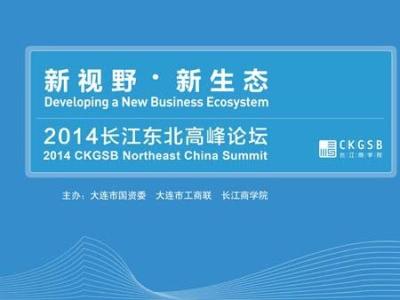 新视野·新生态
Developing a New Business Ecosystem
2014长江东北高峰论坛
2014 CKGSB Northeast China Summit
CKGSB
长江商学院
主办：大连市国资委 大连市工商联 长江商学院